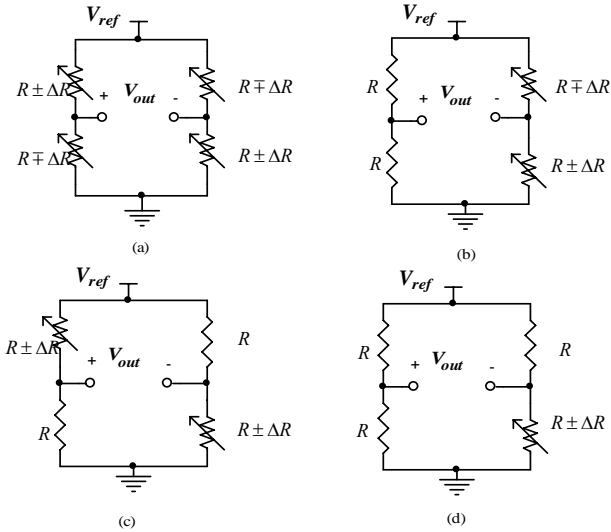 V_ref
V_ref
R ± ΔR
+ V_out -
R ∓ ΔR
R ∓ ΔR
R ± ΔR
(a)
R
+ V_out -
R ∓ ΔR
R
R ± ΔR
(b)
V_ref
V_ref
R ± ΔR
+ V_out -
R
R
R ± ΔR
(c)
R
+ V_out -
R
R
R ± ΔR
(d)